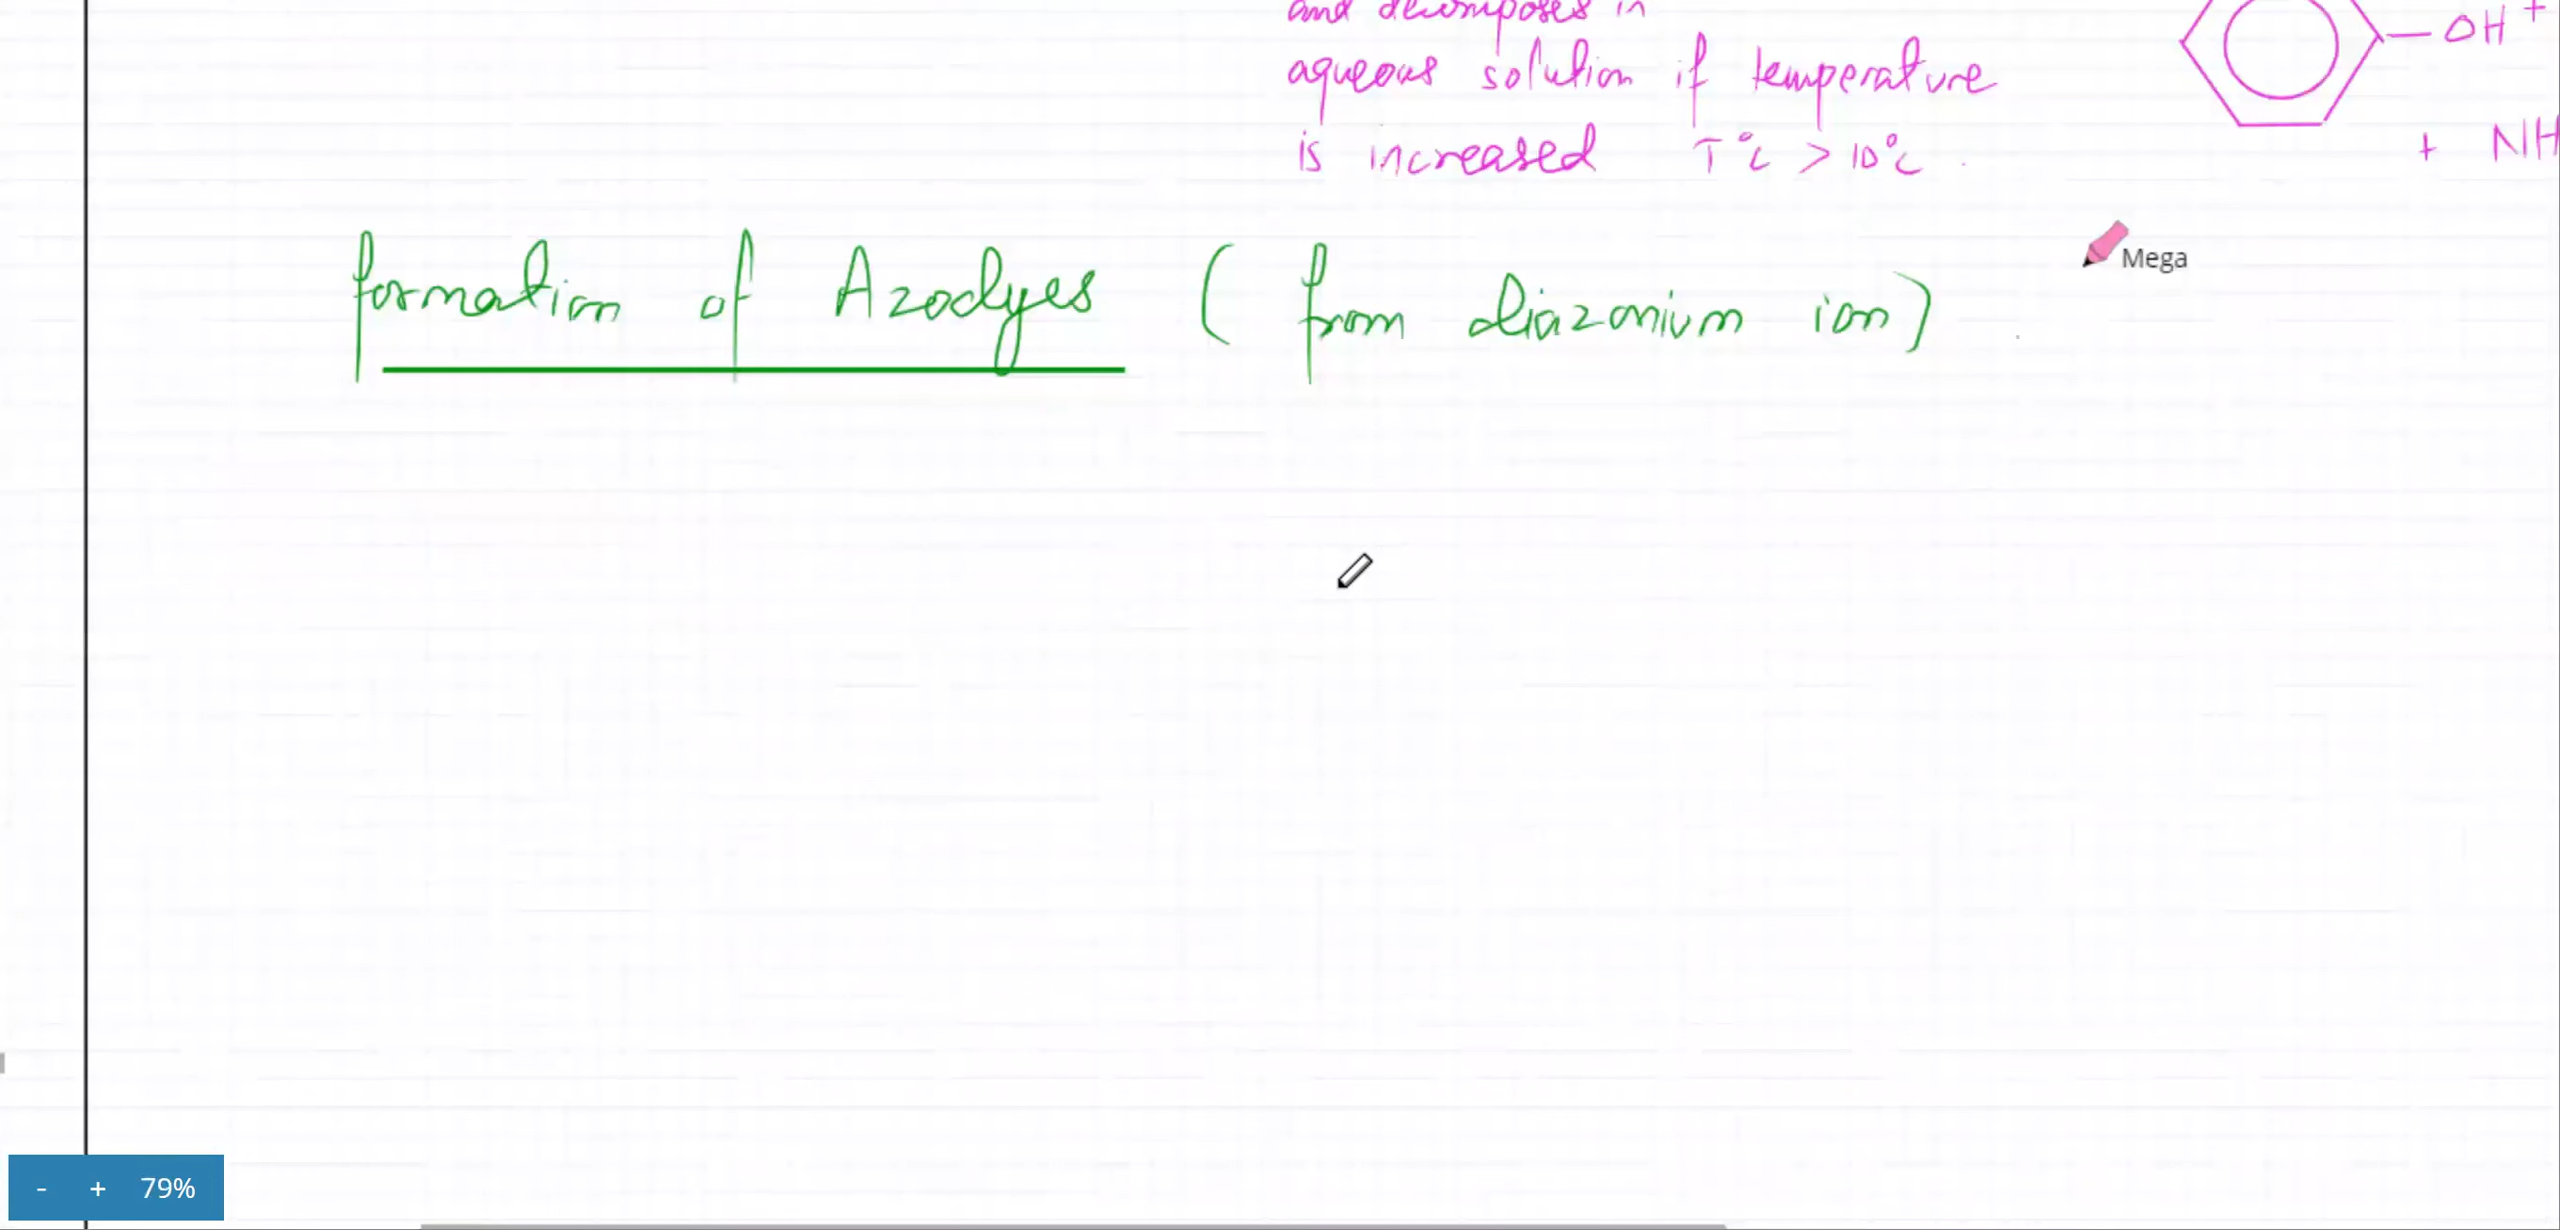 and decomposes in
aqueous solution if temperature
is increased T°C > 10°C .
—OH +
+ NH
Mega
formation of Azodyes ( from diazonium ion)
- + 79%